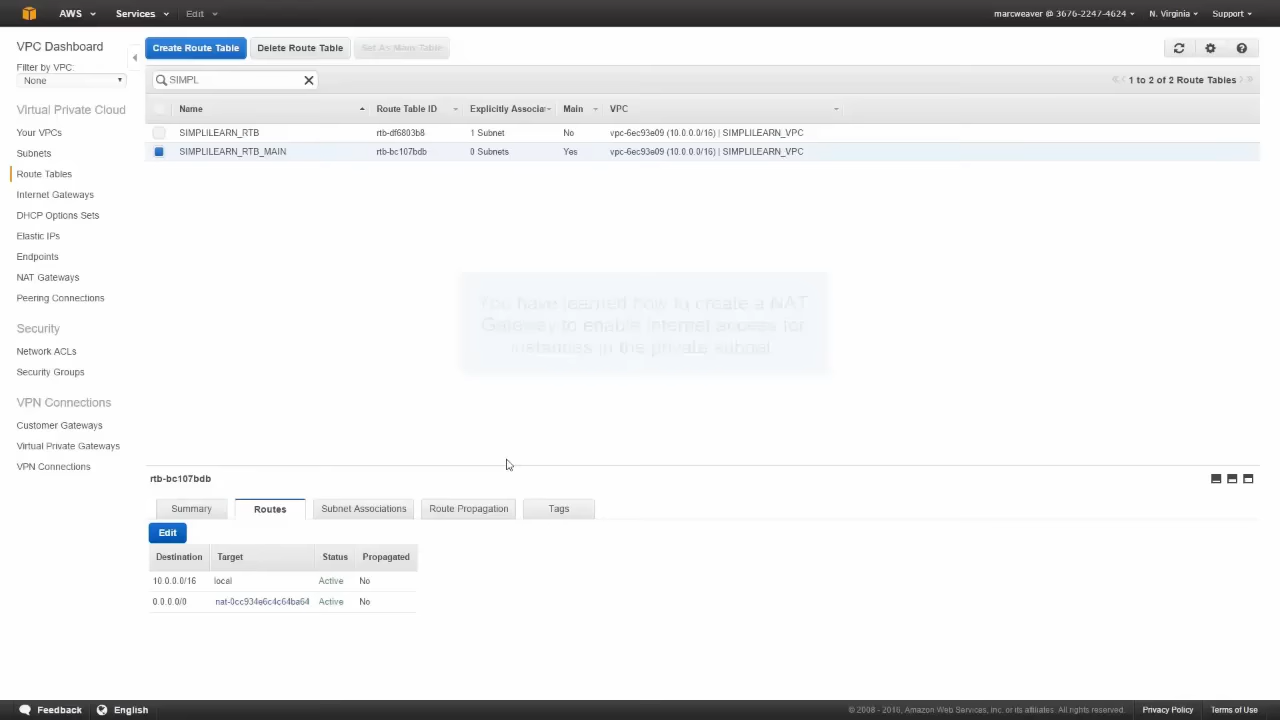 AWS Services Edit marcweaver @ 3676-2247-4624 N. Virginia Support
VPC Dashboard
Filter by VPC:
None
Virtual Private Cloud
Your VPCs
Subnets
Route Tables
Internet Gateways
DHCP Options Sets
Elastic IPs
Endpoints
NAT Gateways
Peering Connections
Security
Network ACLs
Security Groups
VPN Connections
Customer Gateways
Virtual Private Gateways
VPN Connections
Create Route Table Delete Route Table Set As Main Table
SIMPL
1 to 2 of 2 Route Tables
Name Route Table ID Explicitly Associat Main VPC
SIMPLILEARN_RTB rtb-df6803b8 1 Subnet No vpc-6ec93e09 (10.0.0.0/16) | SIMPLILEARN_VPC
SIMPLILEARN_RTB_MAIN rtb-bc107bdb 0 Subnets Yes vpc-6ec93e09 (10.0.0.0/16) | SIMPLILEARN_VPC
You have learned how to create a NAT
Gateway to enable internet access for
instances in the private subnet
rtb-bc107bdb
Summary Routes Subnet Associations Route Propagation Tags
Edit
Destination Target Status Propagated
10.0.0.0/16 local Active No
0.0.0.0/0 nat-0cc934e6c4c64ba64 Active No
Feedback English © 2008 - 2016, Amazon Web Services, Inc. or its affiliates. All rights reserved. Privacy Policy Terms of Use